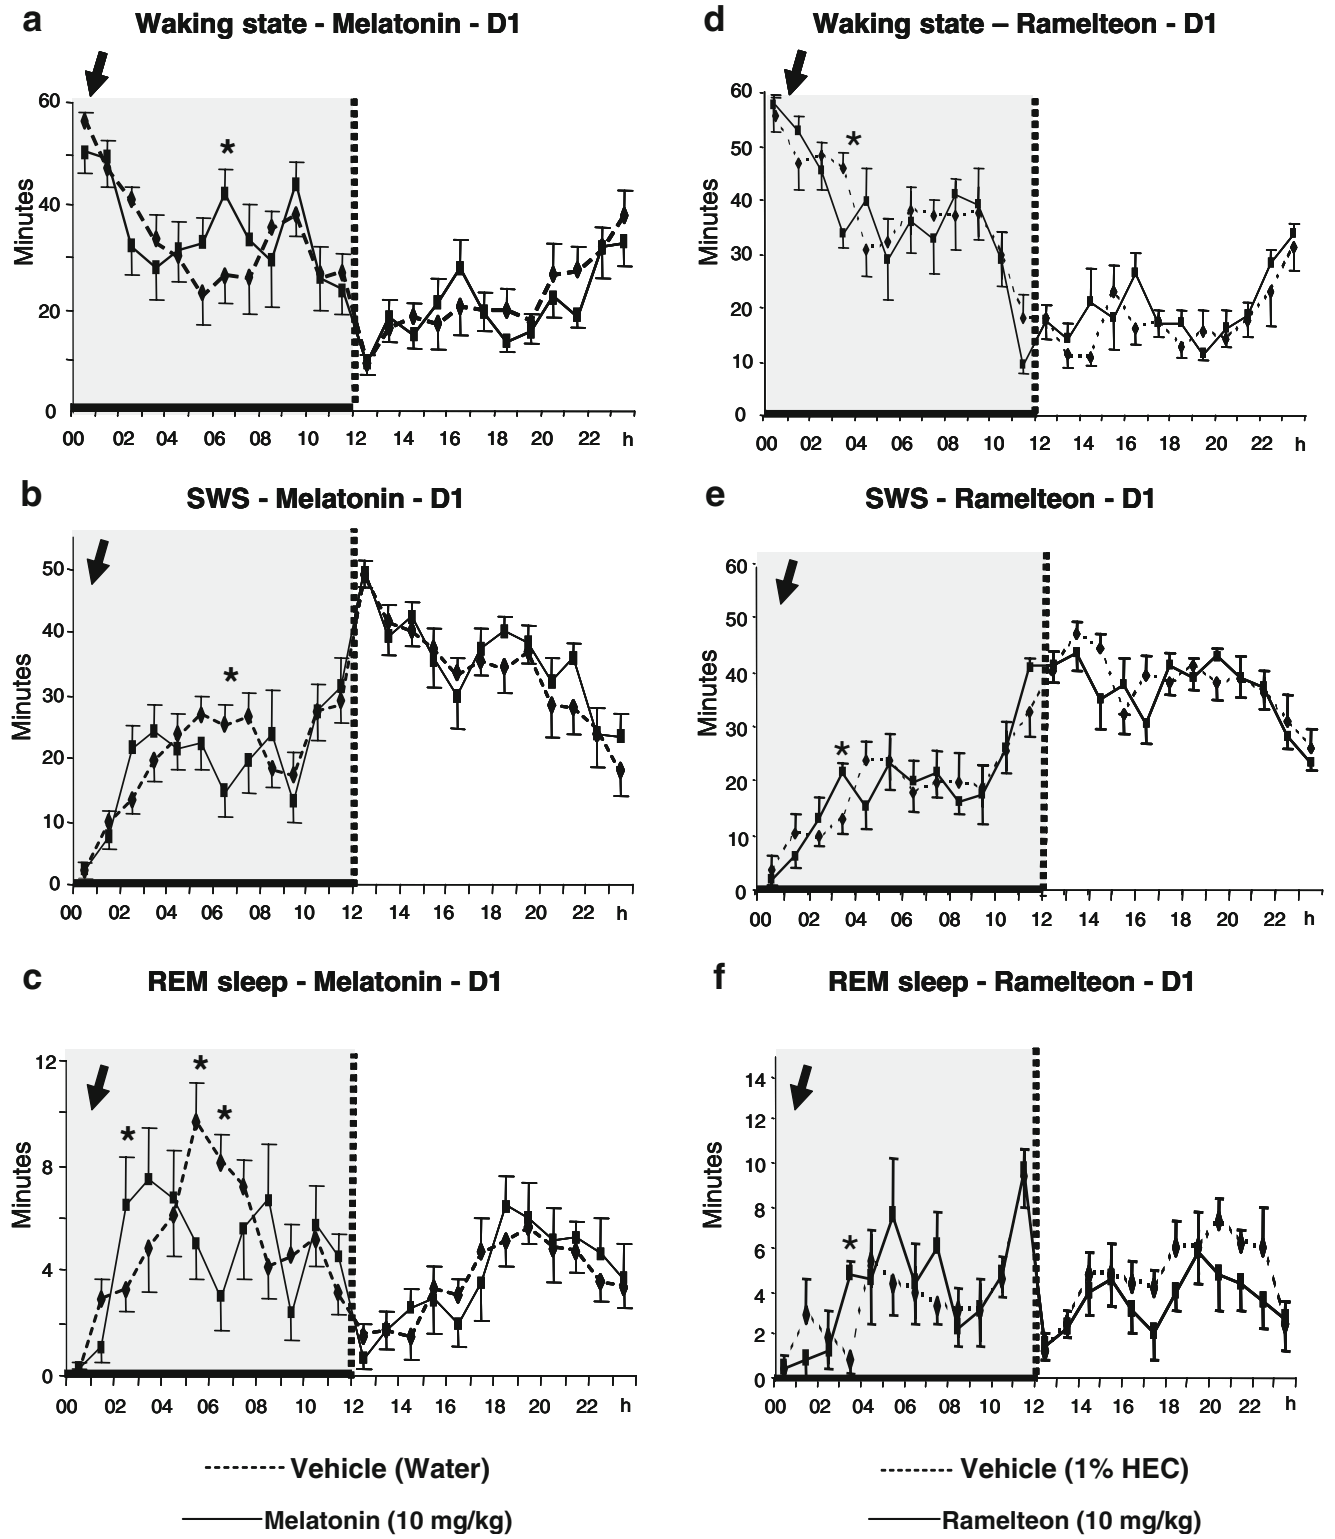 a
Waking state - Melatonin - D1
60
40
20
0
Minutes
*
00 02 04 06 08 10 12 14 16 18 20 22 h
d
Waking state – Ramelteon - D1
60
50
40
30
20
10
0
Minutes
*
00 02 04 06 08 10 12 14 16 18 20 22 h
b
SWS - Melatonin - D1
50
40
30
20
10
0
Minutes
*
00 02 04 06 08 10 12 14 16 18 20 22 h
e
SWS - Ramelteon - D1
60
50
40
30
20
10
0
Minutes
*
00 02 04 06 08 10 12 14 16 18 20 22 h
c
REM sleep - Melatonin - D1
12
8
4
0
Minutes
*
*
*
00 02 04 06 08 10 12 14 16 18 20 22 h
f
REM sleep - Ramelteon - D1
14
12
10
8
6
4
2
0
Minutes
*
00 02 04 06 08 10 12 14 16 18 20 22 h
Vehicle (Water)
Melatonin (10 mg/kg)
Vehicle (1% HEC)
Ramelteon (10 mg/kg)